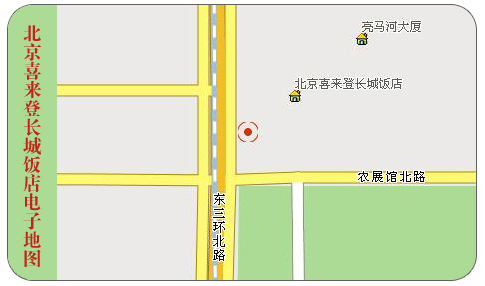 北京喜来登长城饭店电子地图
亮马河大厦
北京喜来登长城饭店
农展馆北路
东三环北路